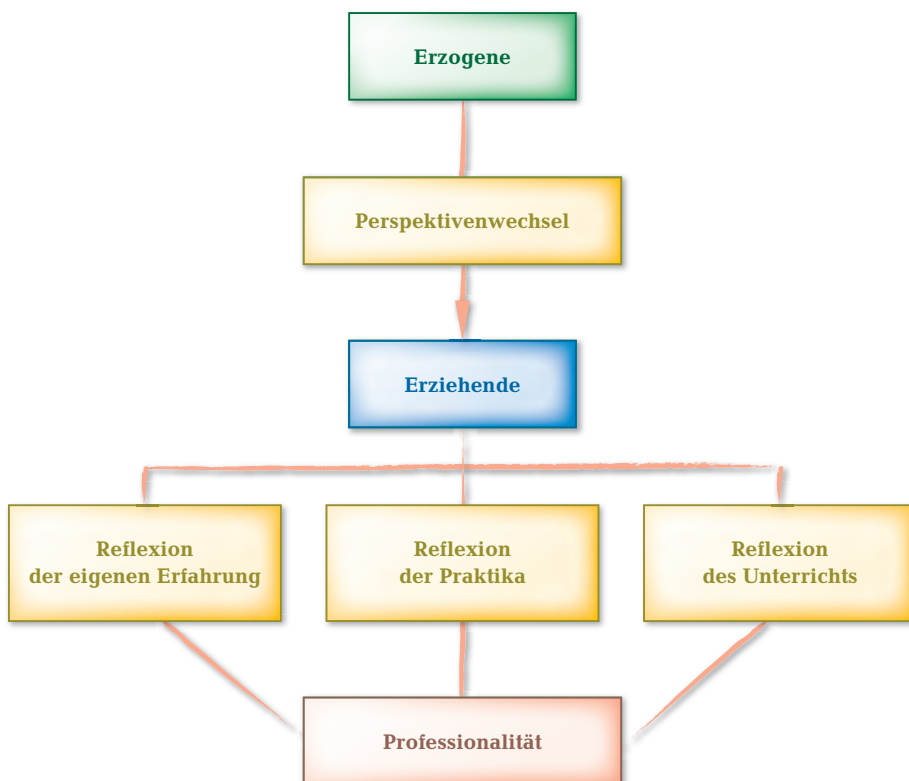 Erzogene
Perspektivenwechsel
Erziehende
Reflexion
der eigenen Erfahrung
Reflexion
der Praktika
Reflexion
des Unterrichts
Professionalität